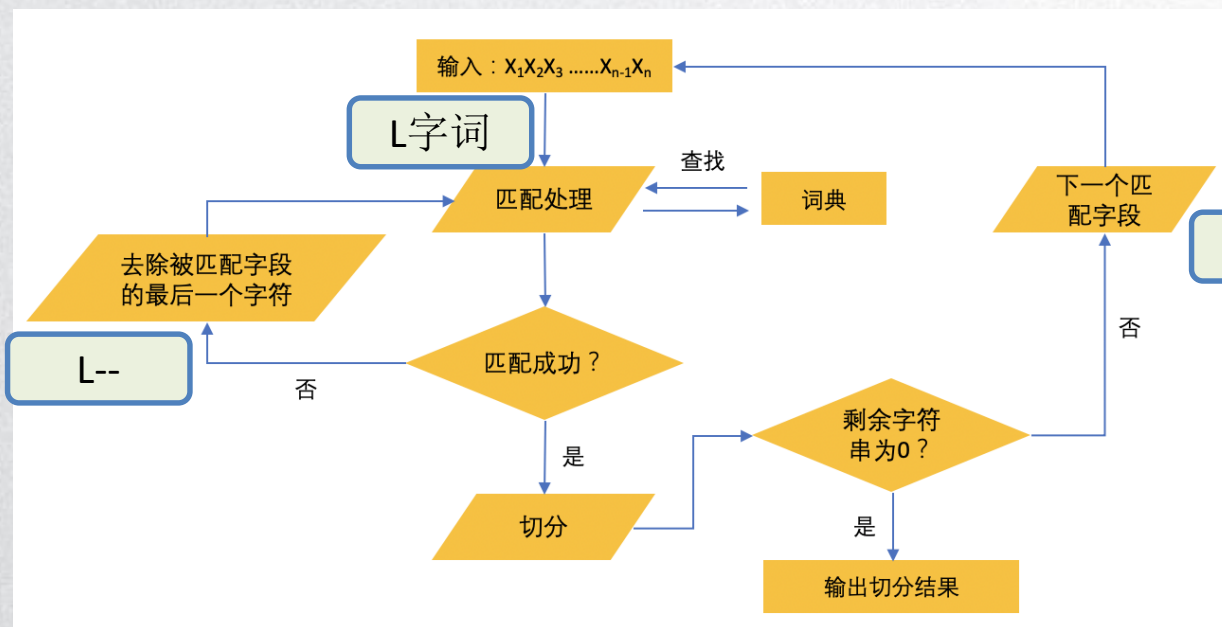 输入：X₁X₂X₃ ......Xₙ₋₁Xₙ
L字词
查找
匹配处理
词典
下一个匹
配字段
去除被匹配字段
的最后一个字符
否
匹配成功？
L--
否
剩余字符
串为0？
是
切分
是
输出切分结果